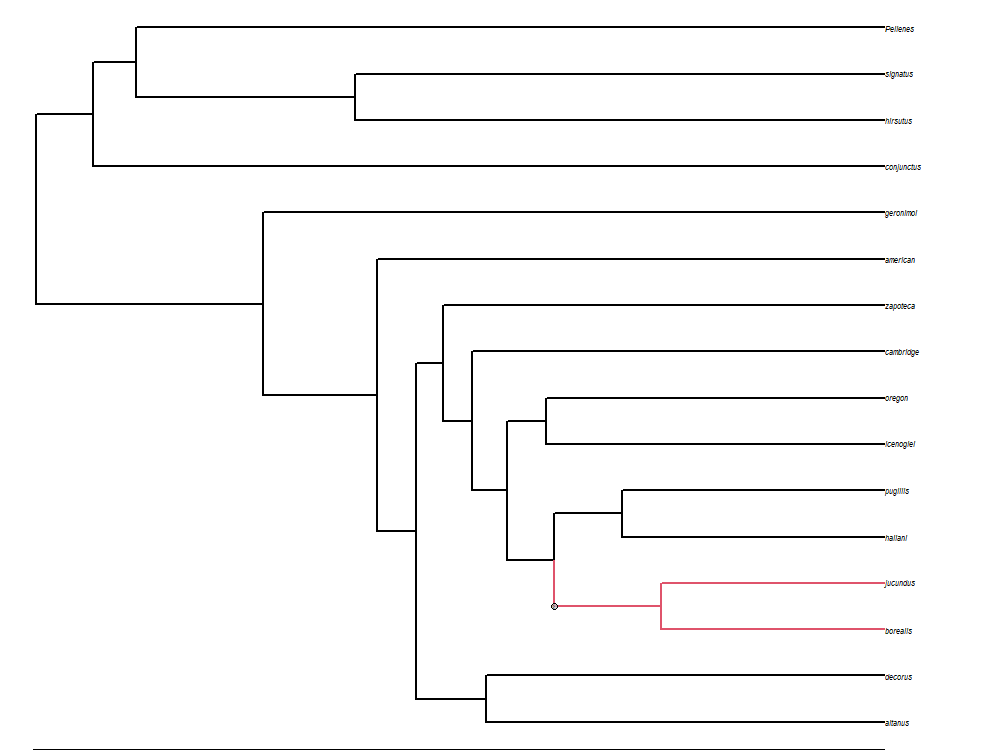 Pellenes
signatus
hirsutus
conjunctus
geronimoi
american
zapoteca
cambridge
oregon
icenoglei
pugillis
hallani
jucundus
borealis
decorus
altanus